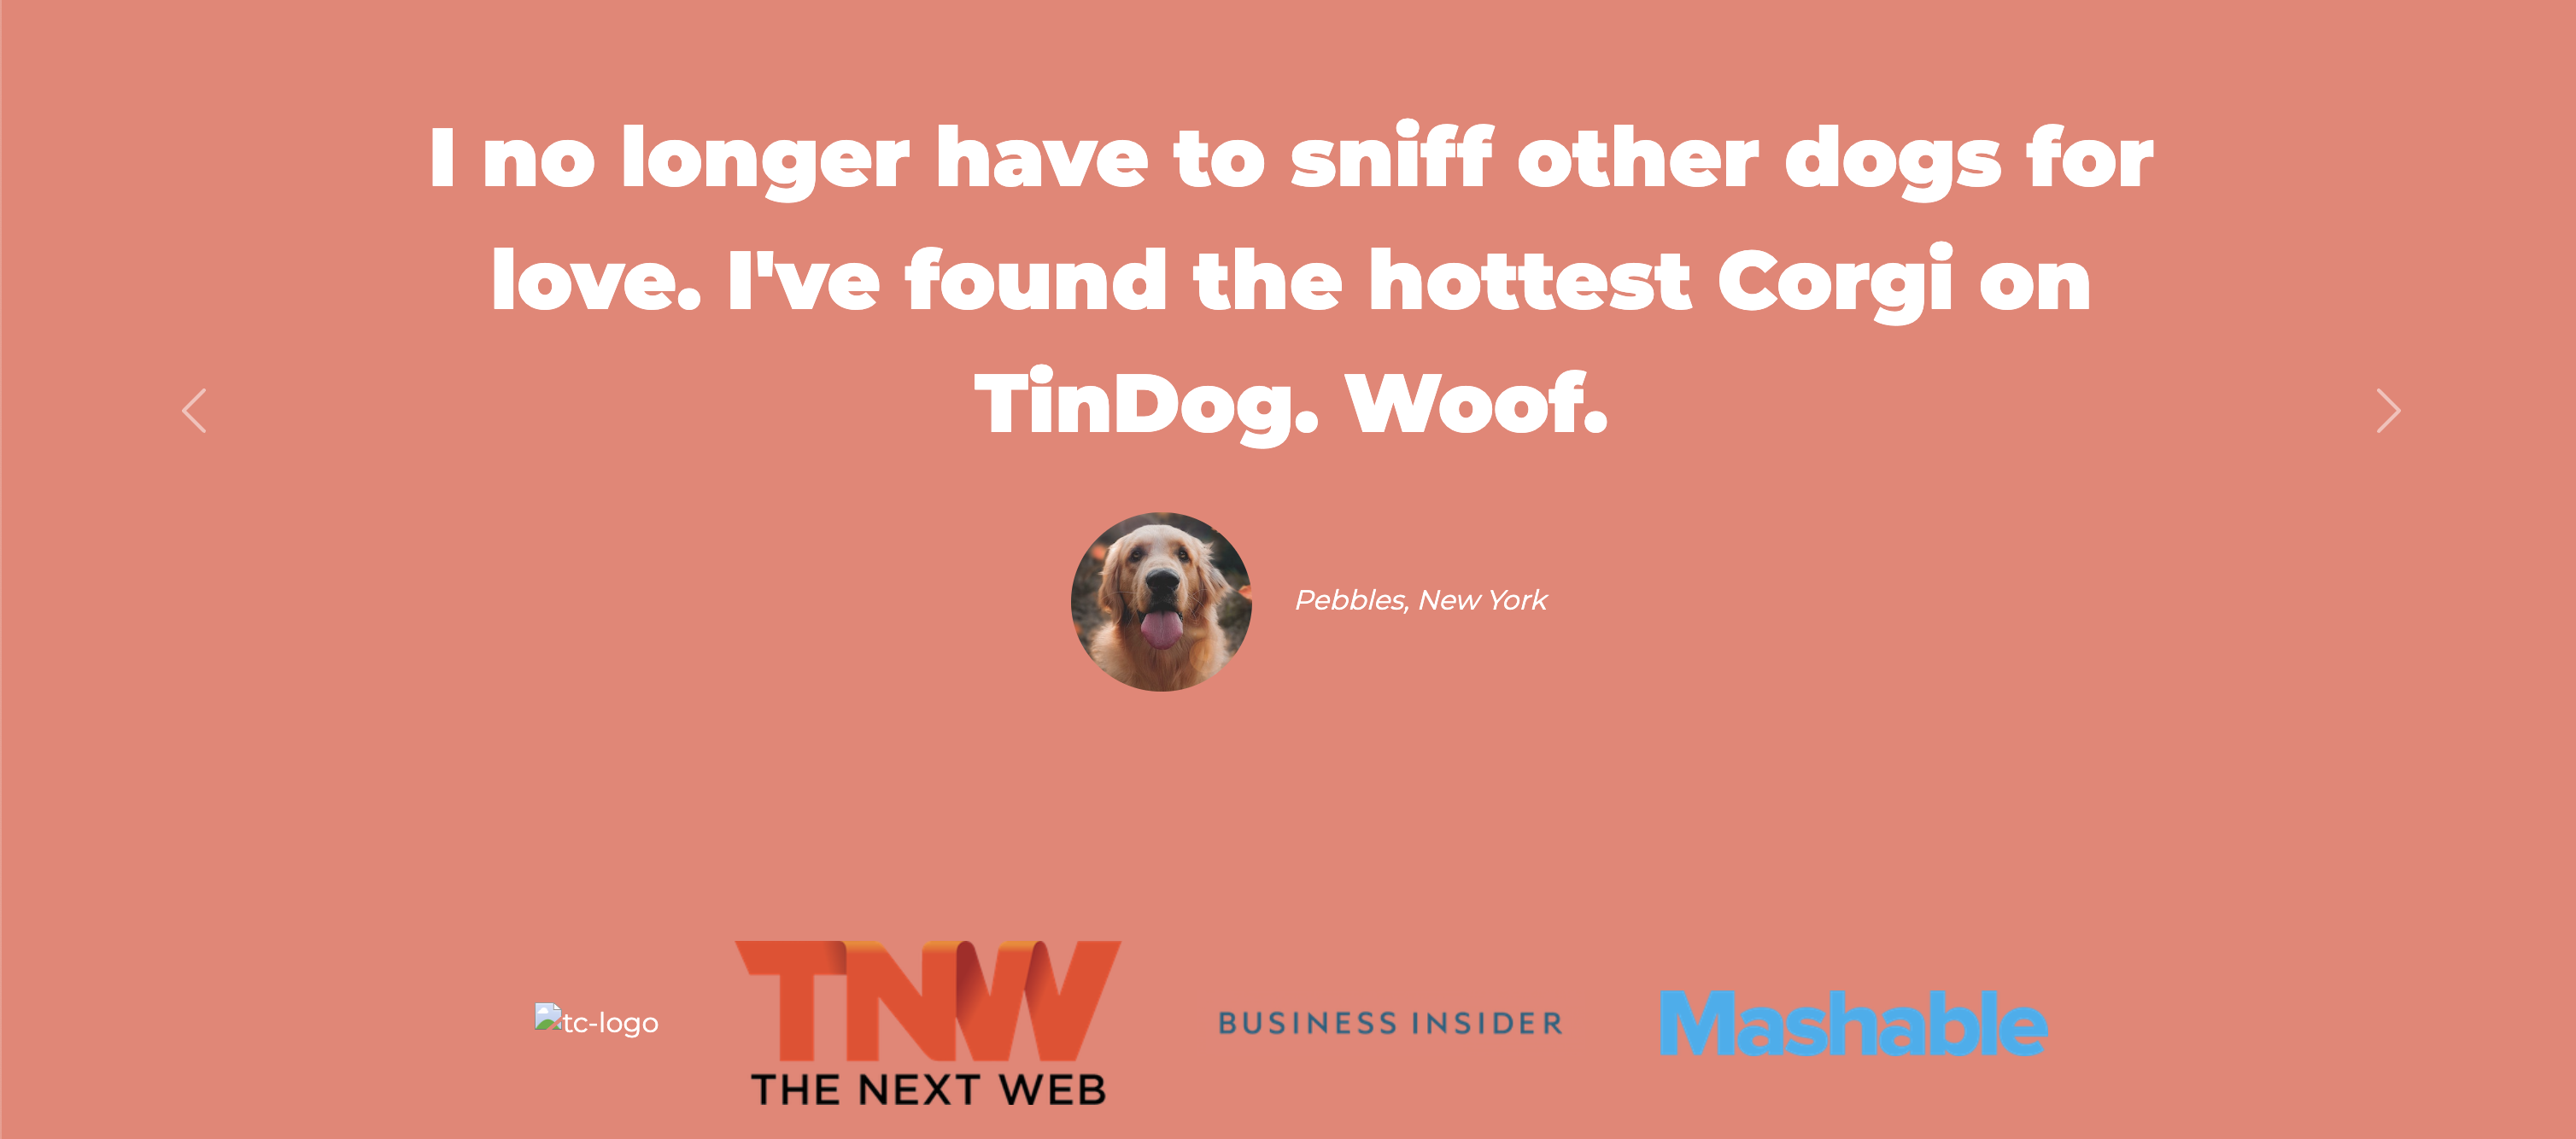 I no longer have to sniff other dogs for
love. I've found the hottest Corgi on
TinDog. Woof.
Pebbles, New York
tc-logo
TNW
THE NEXT WEB
BUSINESS INSIDER
Mashable